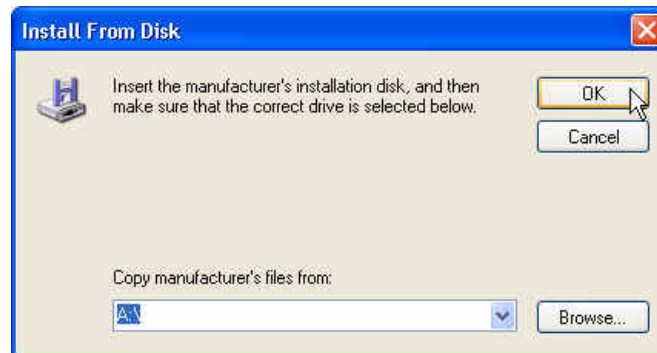 Install From Disk
Insert the manufacturer's installation disk, and then
make sure that the correct drive is selected below.
OK
Cancel
Copy manufacturer's files from:
A:\
Browse...